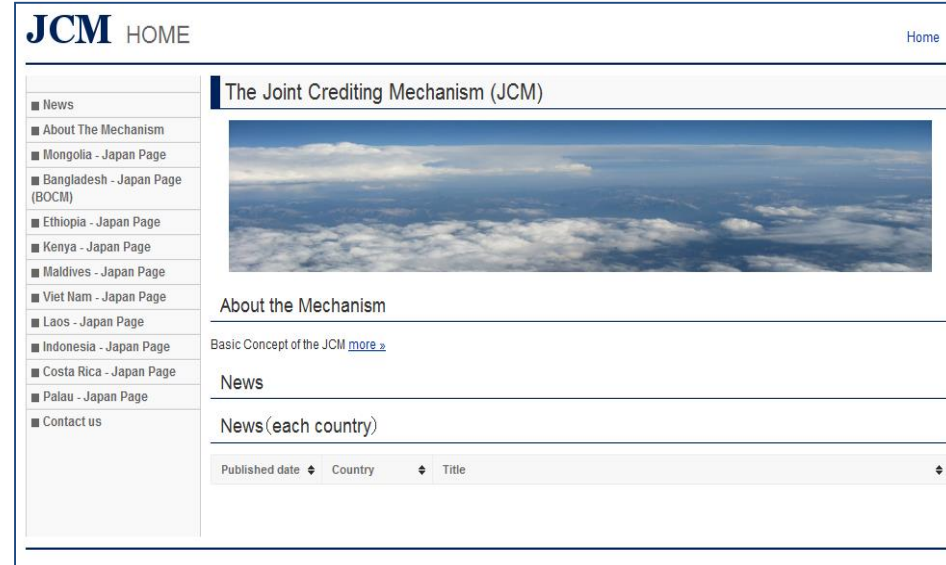 JCM HOME
Home
■ News
■ About The Mechanism
■ Mongolia - Japan Page
■ Bangladesh - Japan Page
(BOCM)
■ Ethiopia - Japan Page
■ Kenya - Japan Page
■ Maldives - Japan Page
■ Viet Nam - Japan Page
■ Laos - Japan Page
■ Indonesia - Japan Page
■ Costa Rica - Japan Page
■ Palau - Japan Page
■ Contact us
The Joint Crediting Mechanism (JCM)
About the Mechanism
Basic Concept of the JCM more »
News
News（each country）
Published date Country Title